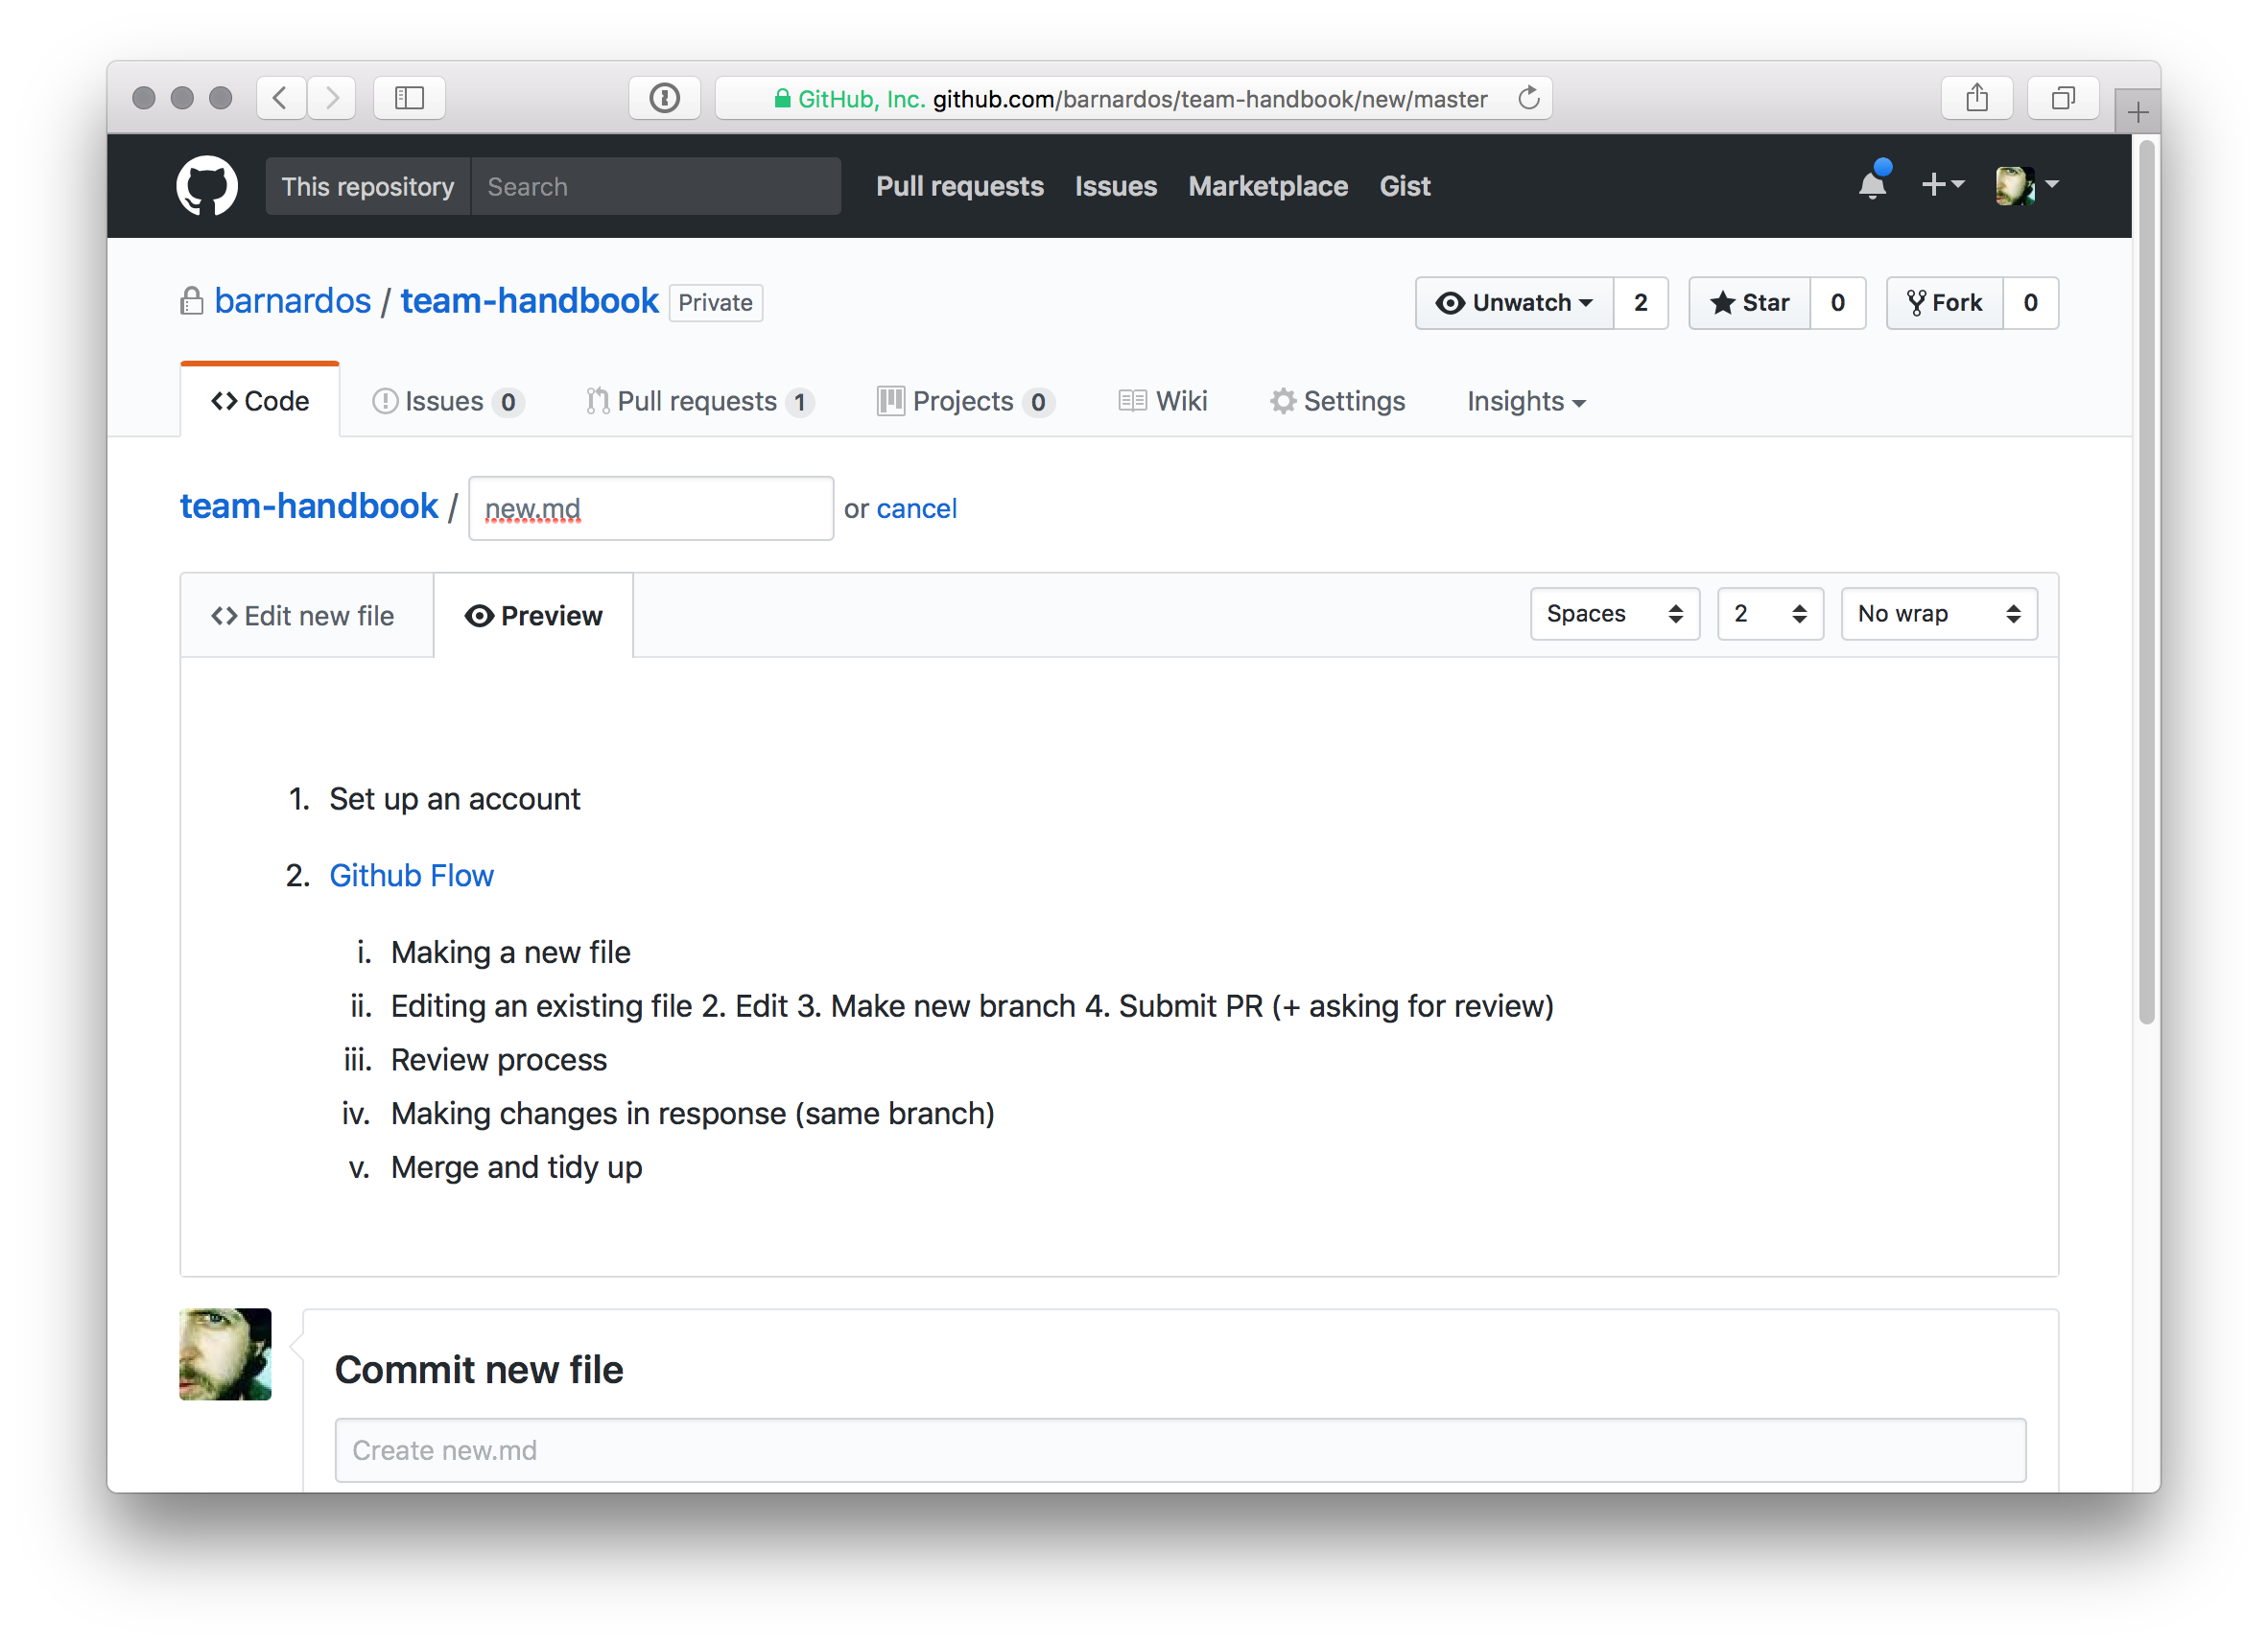 GitHub, Inc. github.com/barnardos/team-handbook/new/master
This repository Search Pull requests Issues Marketplace Gist
barnardos / team-handbook Private Unwatch 2 Star 0 Fork 0
Code Issues 0 Pull requests 1 Projects 0 Wiki Settings Insights
team-handbook / new.md or cancel
Edit new file Preview Spaces 2 No wrap
1. Set up an account
2. Github Flow
i. Making a new file
ii. Editing an existing file 2. Edit 3. Make new branch 4. Submit PR (+ asking for review)
iii. Review process
iv. Making changes in response (same branch)
v. Merge and tidy up
Commit new file
Create new.md